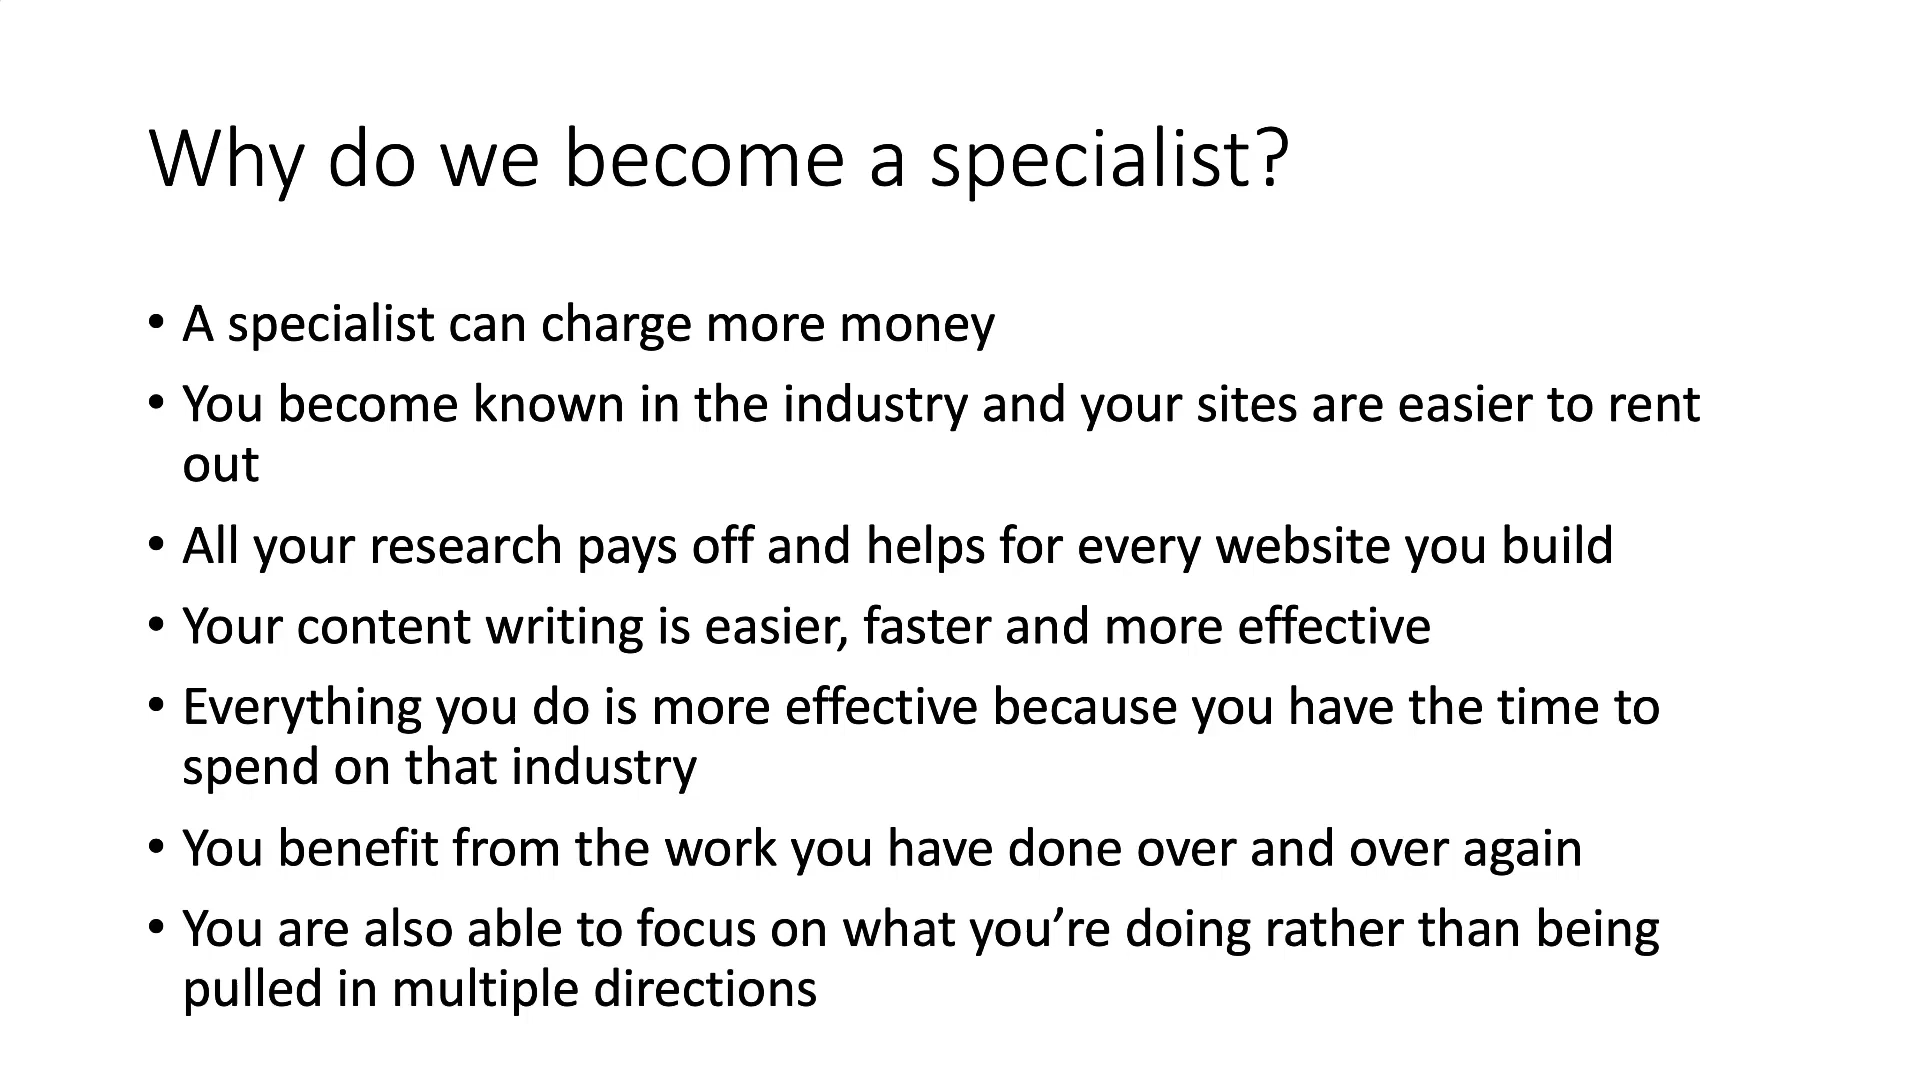 Why do we become a specialist?
• A specialist can charge more money
• You become known in the industry and your sites are easier to rent
out
• All your research pays off and helps for every website you build
• Your content writing is easier, faster and more effective
• Everything you do is more effective because you have the time to
spend on that industry
• You benefit from the work you have done over and over again
• You are also able to focus on what you’re doing rather than being
pulled in multiple directions